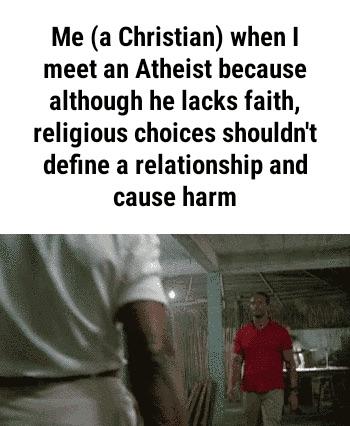 Me (a Christian) when I
meet an Atheist because
although he lacks faith,
religious choices shouldn't
define a relationship and
cause harm